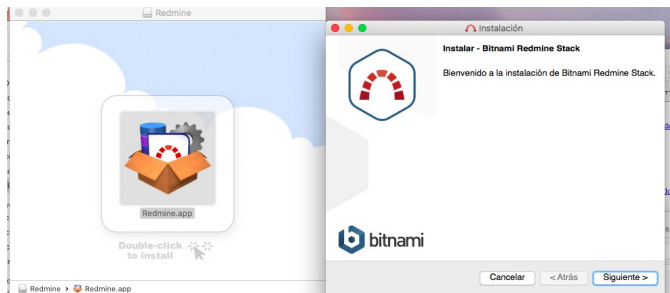 Redmine
Redmine.app
Double-click
to install
Redmine › Redmine.app
Instalación
Instalar - Bitnami Redmine Stack
Bienvenido a la instalación de Bitnami Redmine Stack.
bitnami
Cancelar
< Atrás
Siguiente >